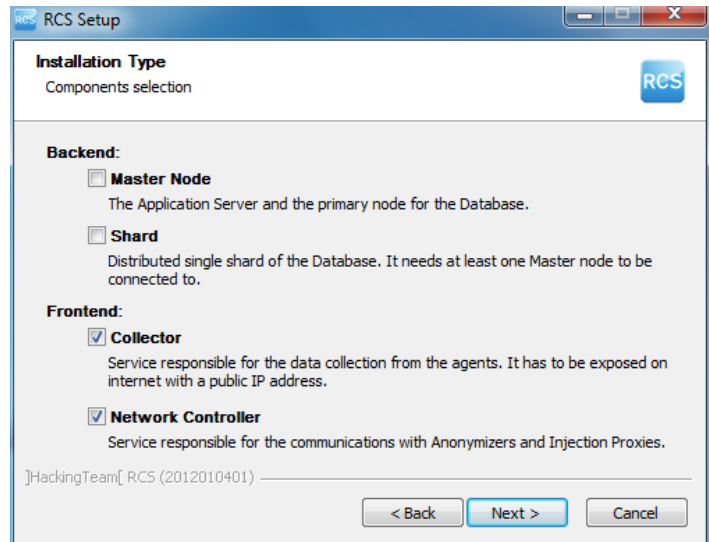 RCS RCS Setup
Installation Type
Components selection
RCS
Backend:
Master Node
The Application Server and the primary node for the Database.
Shard
Distributed single shard of the Database. It needs at least one Master node to be
connected to.
Frontend:
Collector
Service responsible for the data collection from the agents. It has to be exposed on
internet with a public IP address.
Network Controller
Service responsible for the communications with Anonymizers and Injection Proxies.
]HackingTeam[ RCS (2012010401)
< Back Next > Cancel